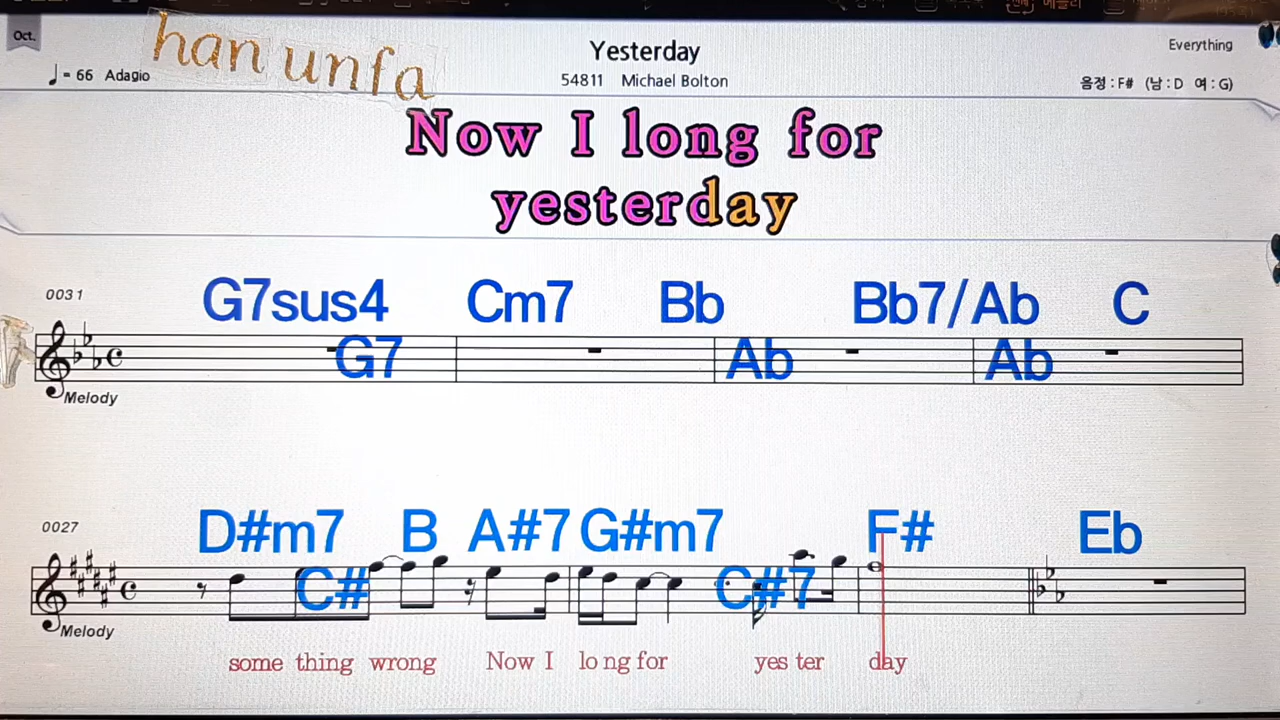 Oct.
han unfa
Yesterday
Everything
♩= 66 Adagio
54811 Michael Bolton
음정 : F# (남 : D 여 : G)
Now I long for
yesterday
0031
G7sus4 Cm7 Bb Bb7/Ab C
G7 Ab Ab
Melody
0027
D#m7 B A#7 G#m7 F# Eb
C# C#7
Melody
some thing wrong Now I lo ng for yes ter day